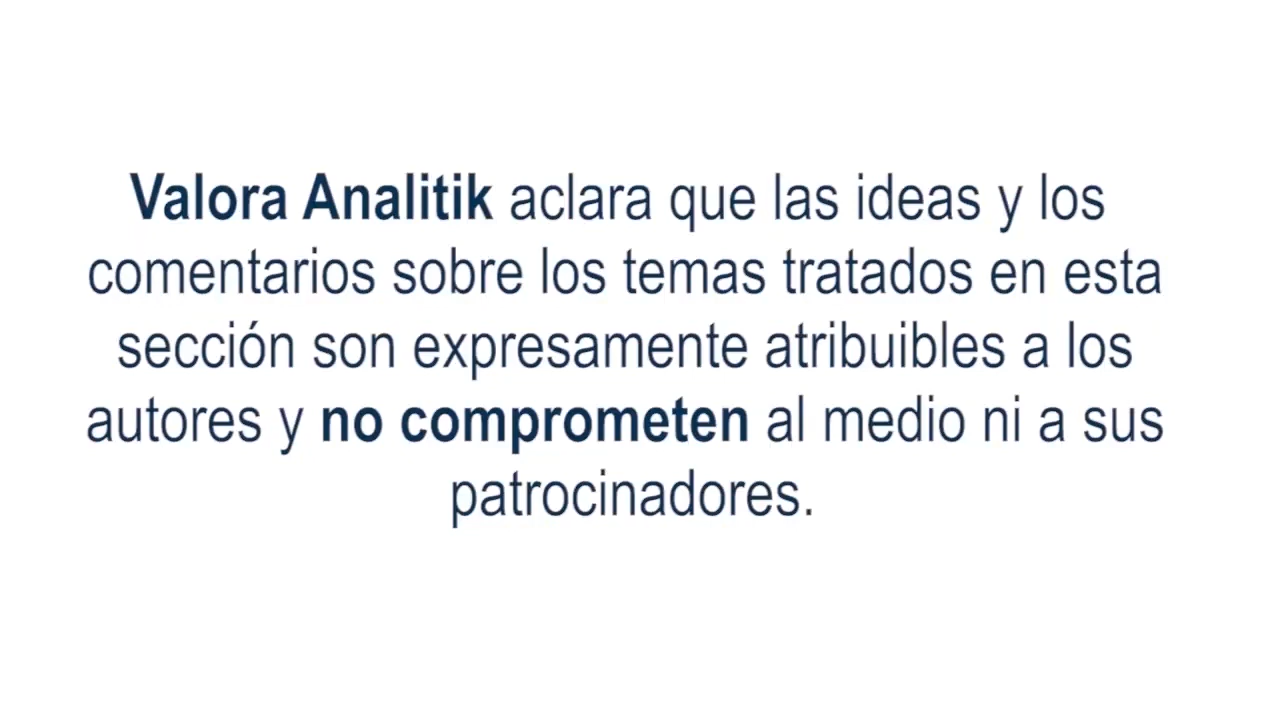 Valora Analitik aclara que las ideas y los
comentarios sobre los temas tratados en esta
sección son expresamente atribuibles a los
autores y no comprometen al medio ni a sus
patrocinadores.